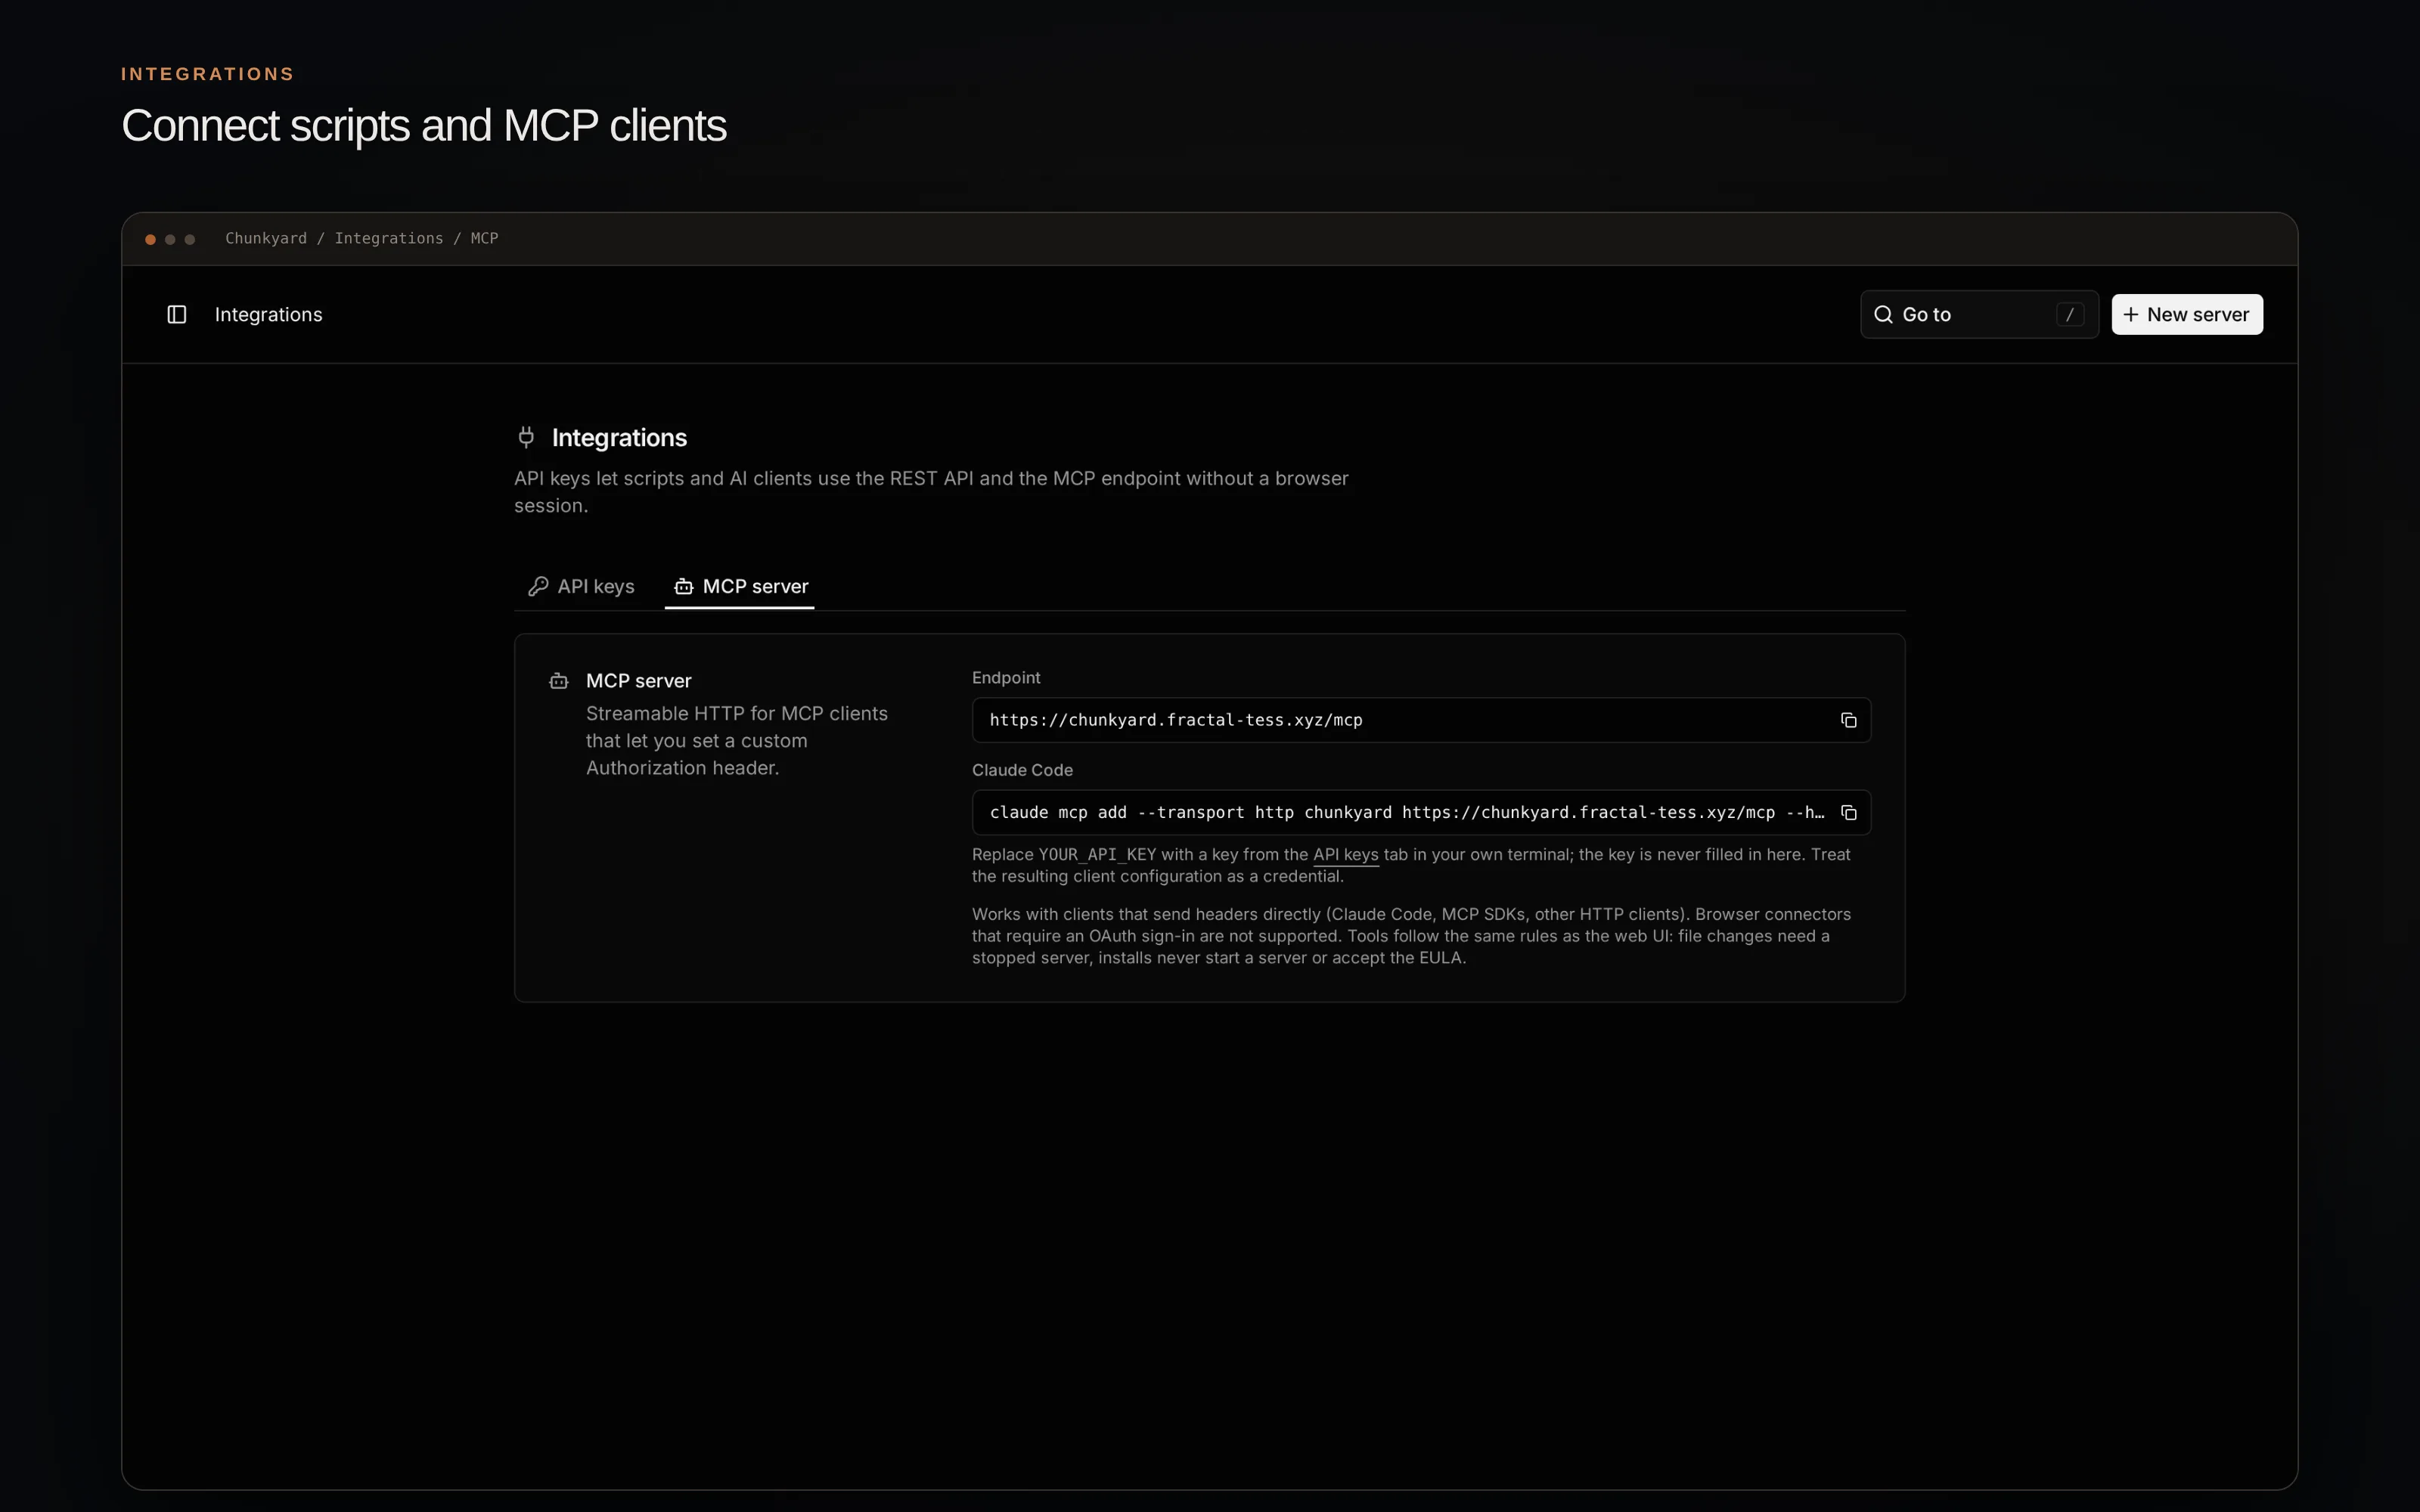 INTEGRATIONS
Connect scripts and MCP clients
Chunkyard / Integrations / MCP
Integrations
Go to
/
New server
Integrations
API keys let scripts and AI clients use the REST API and the MCP endpoint without a browser
session.
API keys
MCP server
MCP server
Streamable HTTP for MCP clients
that let you set a custom
Authorization header.
Endpoint
https://chunkyard.fractal-tess.xyz/mcp
Claude Code
claude mcp add --transport http chunkyard https://chunkyard.fractal-tess.xyz/mcp --h…
Replace YOUR_API_KEY with a key from the API keys tab in your own terminal; the key is never filled in here. Treat
the resulting client configuration as a credential.
Works with clients that send headers directly (Claude Code, MCP SDKs, other HTTP clients). Browser connectors
that require an OAuth sign-in are not supported. Tools follow the same rules as the web UI: file changes need a
stopped server, installs never start a server or accept the EULA.